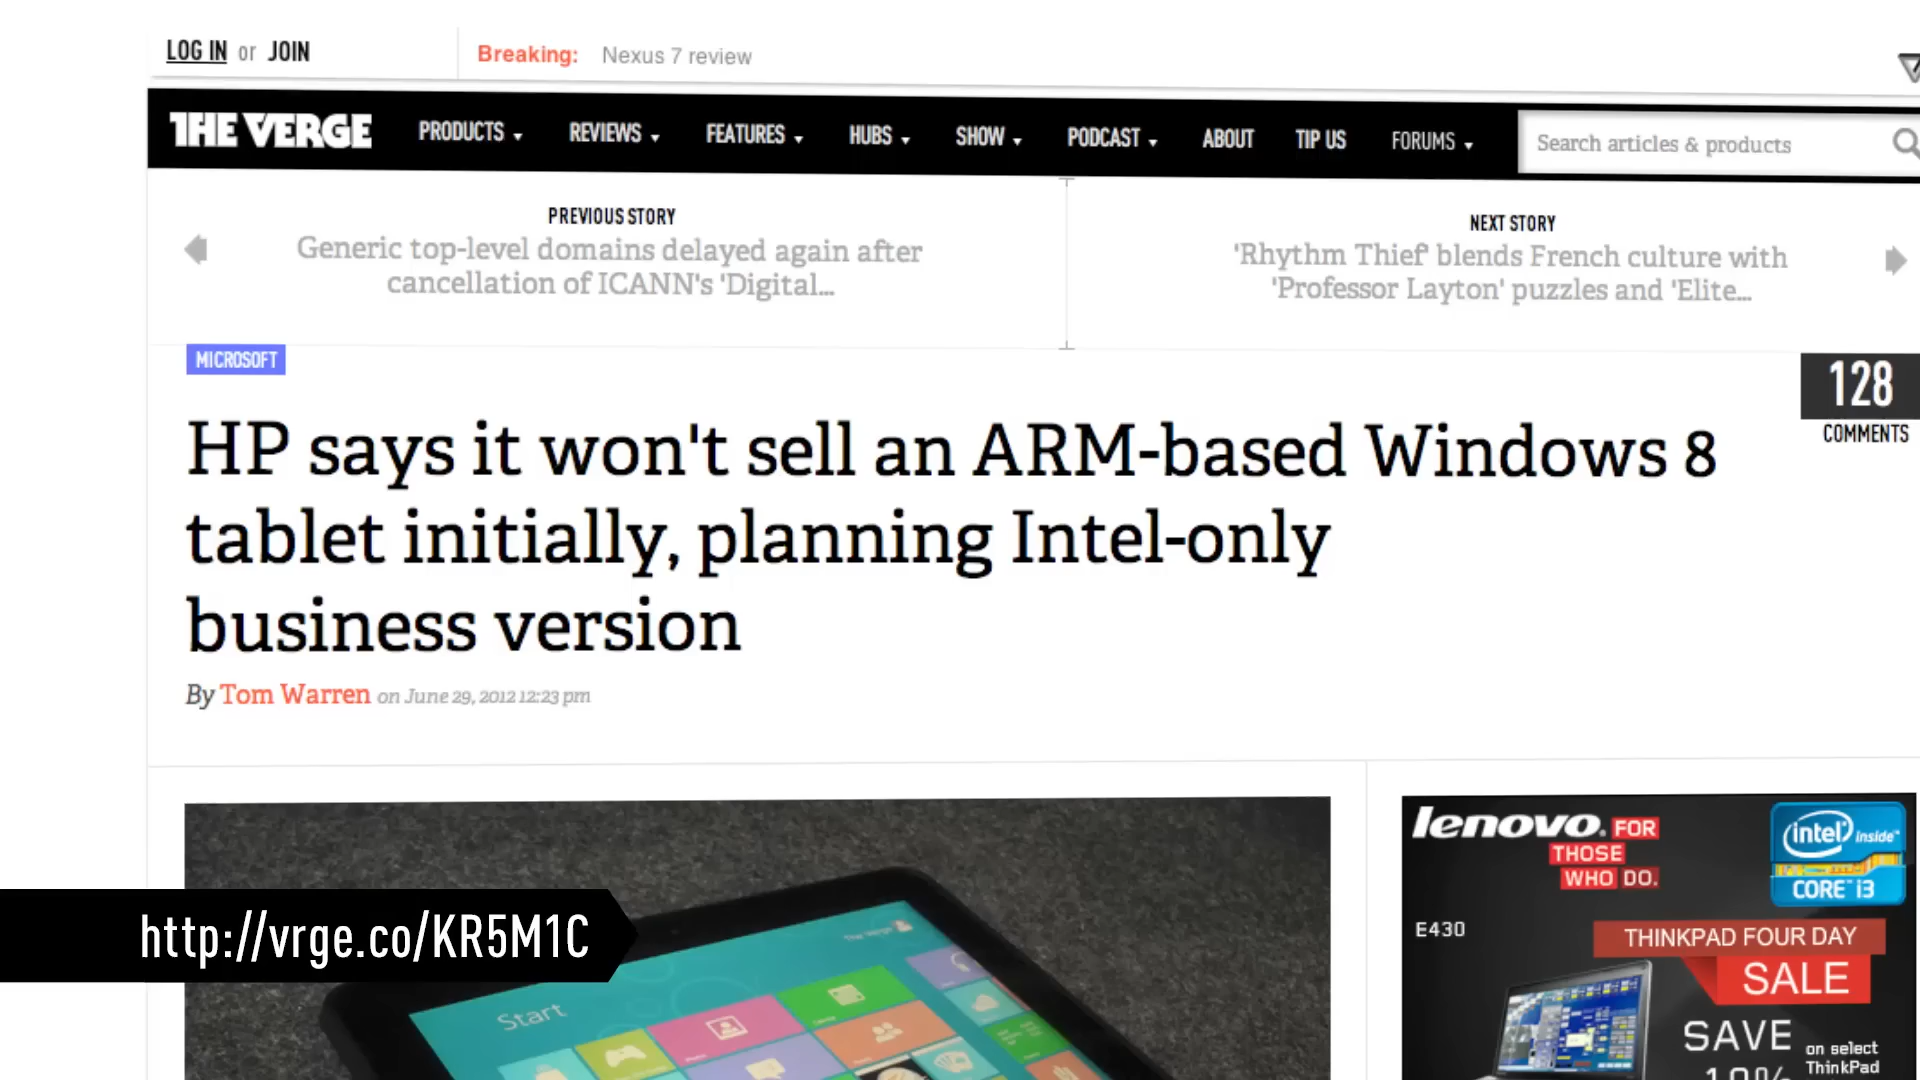 LOG IN or JOIN
Breaking: Nexus 7 review
THE VERGE
PRODUCTS REVIEWS FEATURES HUBS SHOW PODCAST ABOUT TIP US FORUMS
Search articles & products
PREVIOUS STORY
Generic top-level domains delayed again after
cancellation of ICANN's 'Digital...
NEXT STORY
'Rhythm Thief' blends French culture with
'Professor Layton' puzzles and 'Elite...
MICROSOFT
128
COMMENTS
HP says it won't sell an ARM-based Windows 8
tablet initially, planning Intel-only
business version
By Tom Warren on June 29, 2012 12:23 pm
http://vrge.co/KR5M1C
Start
The Verge
lenovo. FOR
THOSE
WHO DO.
intel inside™
CORE™ i3
E430
THINKPAD FOUR DAY
SALE
SAVE
10%
on select
ThinkPad